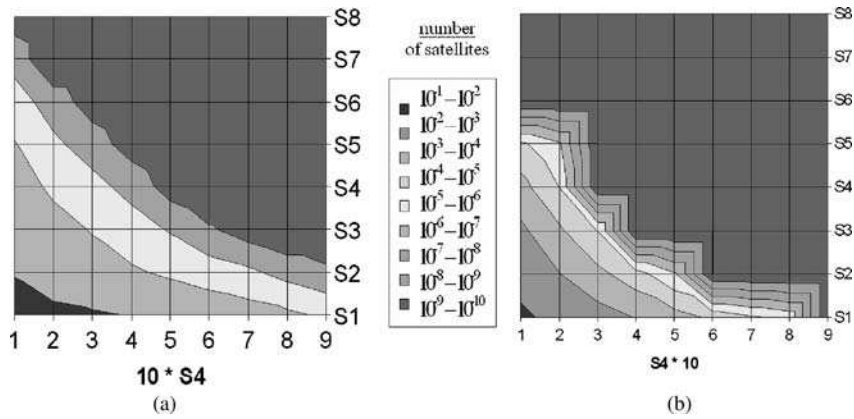 S8
S7
S6
S5
S4
S3
S2
S1
1 2 3 4 5 6 7 8 9
10 * S4
(a)
number
of satellites
10¹–10²
10²–10³
10³–10⁴
10⁴–10⁵
10⁵–10⁶
10⁶–10⁷
10⁷–10⁸
10⁸–10⁹
10⁹–10¹⁰
S8
S7
S6
S5
S4
S3
S2
S1
1 2 3 4 5 6 7 8 9
S4 * 10
(b)